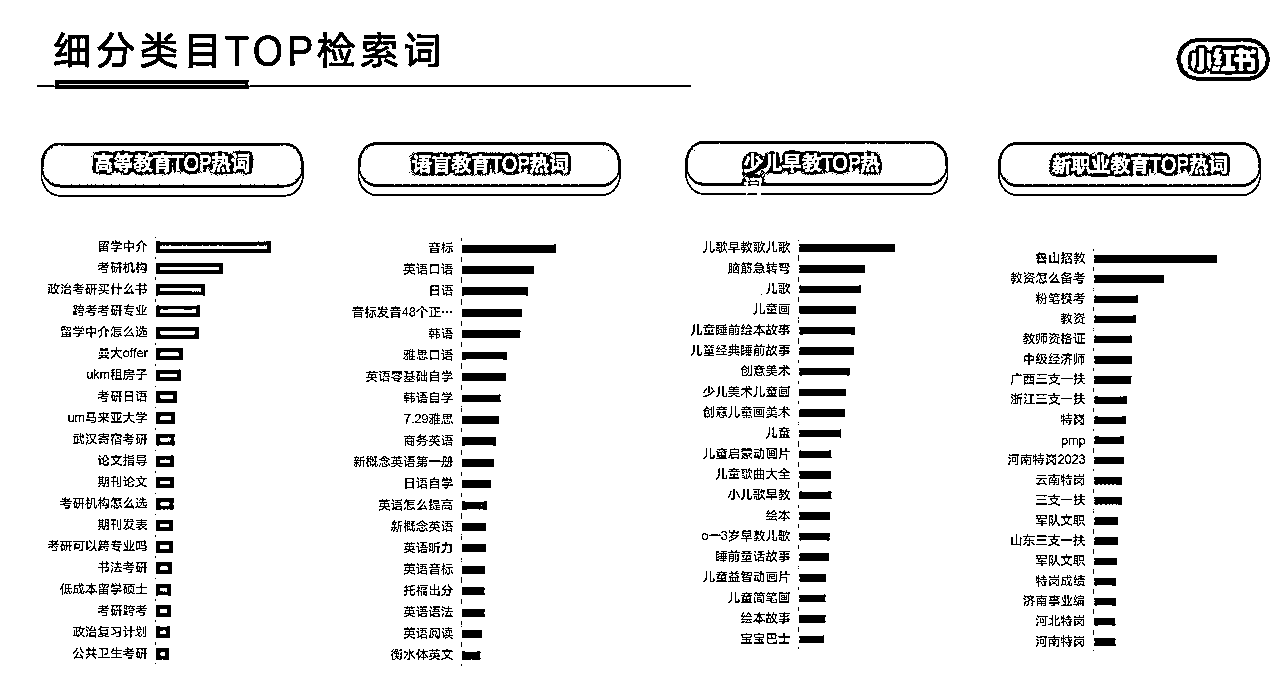 细分类目TOP检索词
小红书
高等教育TOP热词
留学中介
考研机构
政治考研买什么书
跨考考研专业
留学中介怎么选
曼大offer
ukm租房子
考研日语
um马来亚大学
武汉寄宿考研
论文指导
期刊论文
考研机构怎么选
期刊发表
考研可以跨专业吗
书法考研
低成本留学硕士
考研跨考
政治复习计划
公共卫生考研
语言教育TOP热词
音标
英语口语
日语
音标发音48个正…
韩语
雅思口语
英语零基础自学
韩语自学
7.29雅思
商务英语
新概念英语第一册
日语自学
英语怎么提高
新概念英语
英语听力
英语音标
托福出分
英语语法
英语阅读
衡水体英文
少儿早教TOP热
词
儿歌早教歌儿歌
脑筋急转弯
儿歌
儿童画
儿童睡前绘本故事
儿童经典睡前故事
创意美术
少儿美术儿童画
创意儿童画美术
儿童
儿童启蒙动画片
儿童歌曲大全
小儿歌早教
绘本
0一3岁早教儿歌
睡前童话故事
儿童益智动画片
儿童简笔画
绘本故事
宝宝巴士
新职业教育TOP热词
鲁山招教
教资怎么备考
粉笔模考
教资
教师资格证
中级经济师
广西三支一扶
浙江三支一扶
特岗
pmp
河南特岗2023
云南特岗
三支一扶
军队文职
山东三支一扶
军队文职
特岗成绩
济南事业编
河北特岗
河南特岗